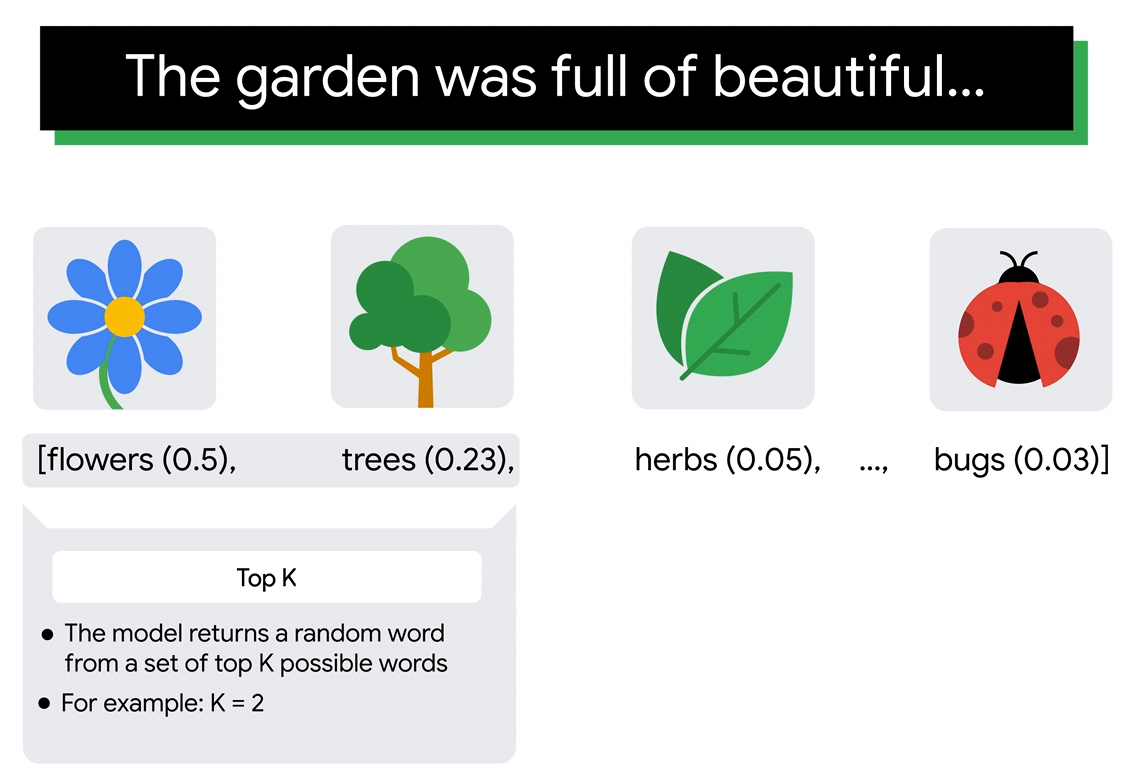 The garden was full of beautiful...
[flowers (0.5), trees (0.23), herbs (0.05), ..., bugs (0.03)]
Top K
● The model returns a random word
from a set of top K possible words
● For example: K = 2